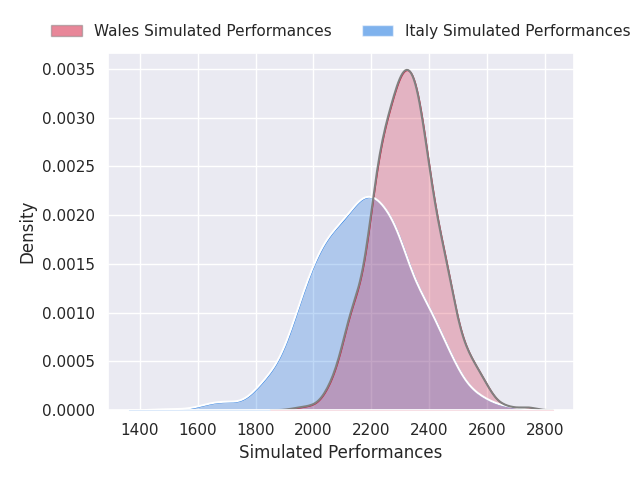 Wales Simulated Performances Italy Simulated Performances
0.0035
0.0030
0.0025
0.0020
0.0015
0.0010
0.0005
0.0000
Density
1400 1600 1800 2000 2200 2400 2600 2800
Simulated Performances